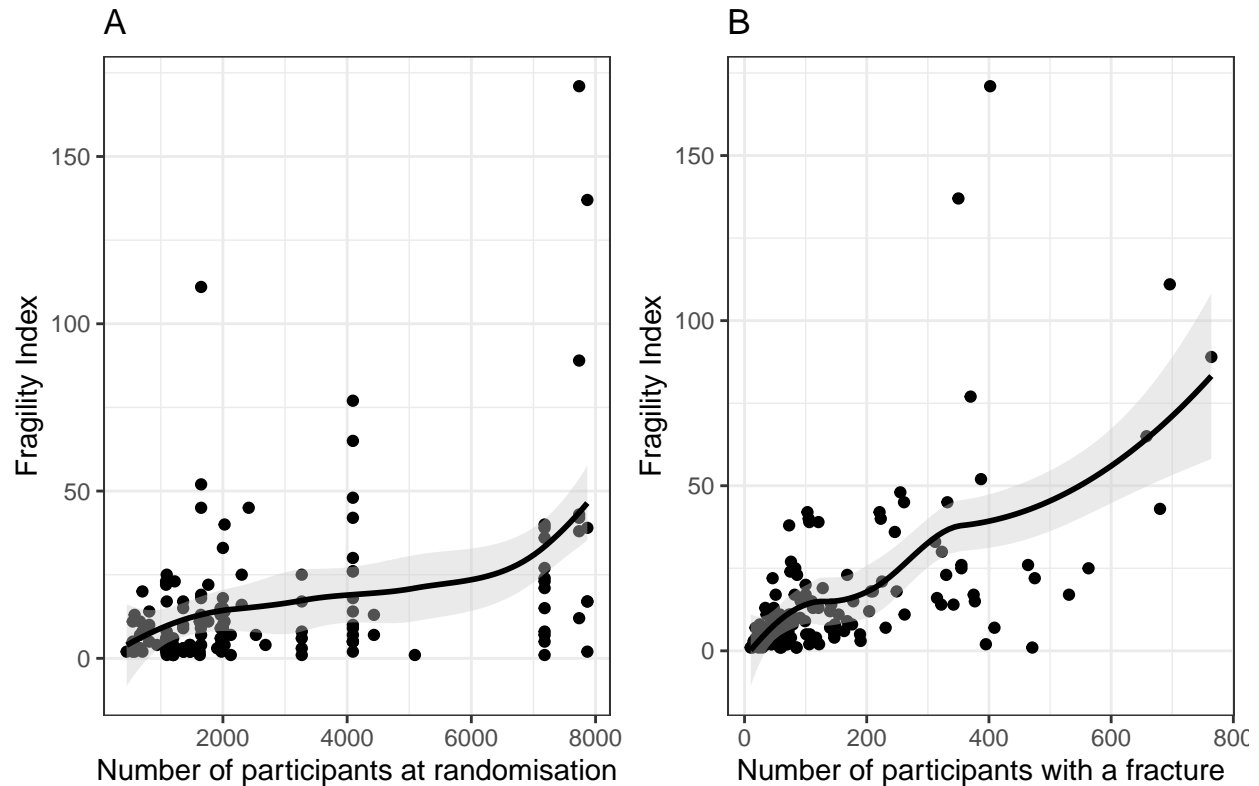 A
B
Fragility Index
150
100
50
0
2000
4000
6000
8000
Number of participants at randomisation
Fragility Index
150
100
50
0
0
200
400
600
800
Number of participants with a fracture